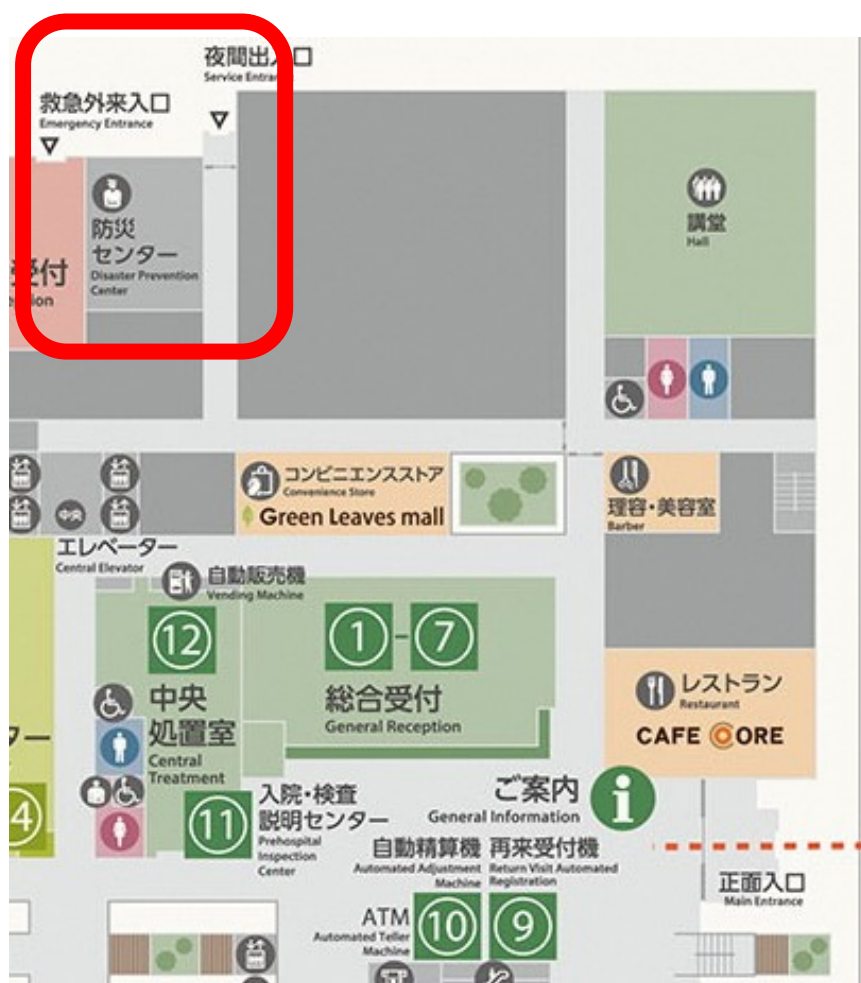 夜間出入口
Service Entrance
救急外来入口
Emergency Entrance
防災
センター
Disaster Prevention
Center
受付
講堂
Hall
コンビニエンスストア
Convenience Store
Green Leaves mall
理容・美容室
Barber
中央
エレベーター
Central Elevator
自動販売機
Vending Machine
12
1-7
中央
処置室
Central
Treatment
総合受付
General Reception
レストラン
Restaurant
CAFE CORE
ター
4
11
入院・検査
説明センター
Prehospital
Inspection
Center
ご案内
General Information
i
自動精算機
Automated Adjustment
Machine
再来受付機
Return Visit Automated
Registration
正面入口
Main Entrance
ATM
Automated Teller
Machine
10
9